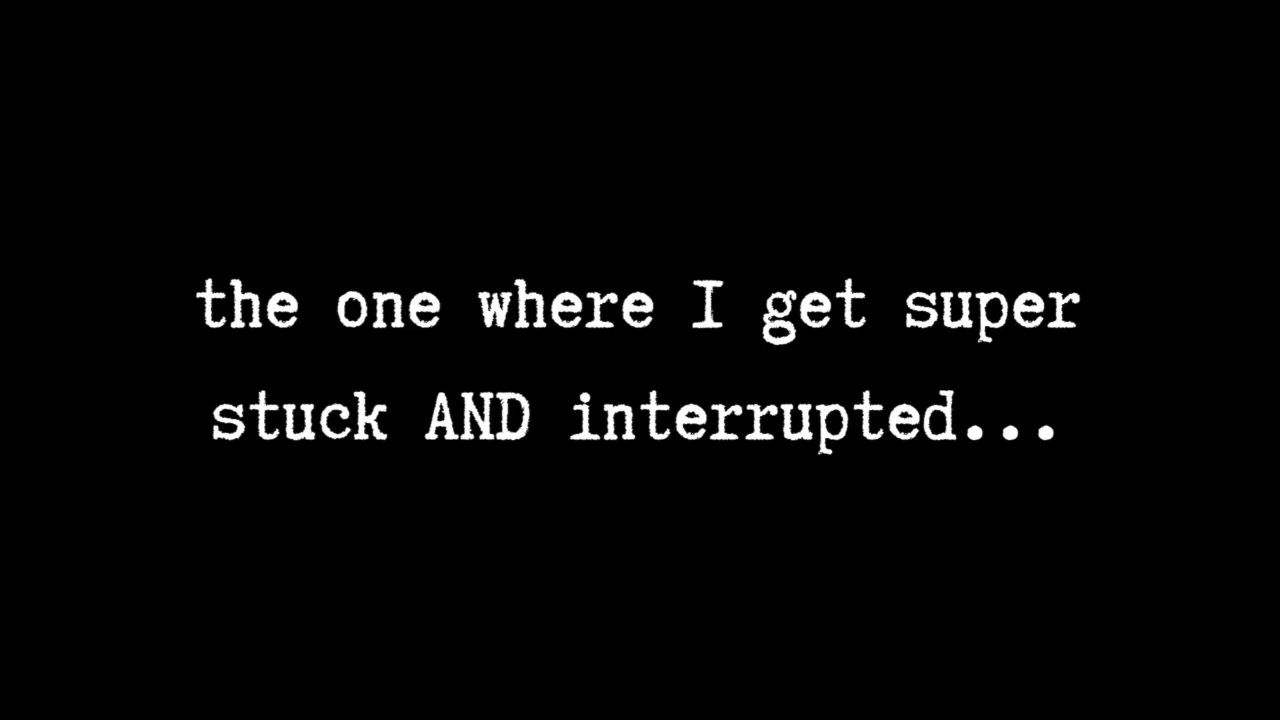 the one where I get super
stuck AND interrupted...